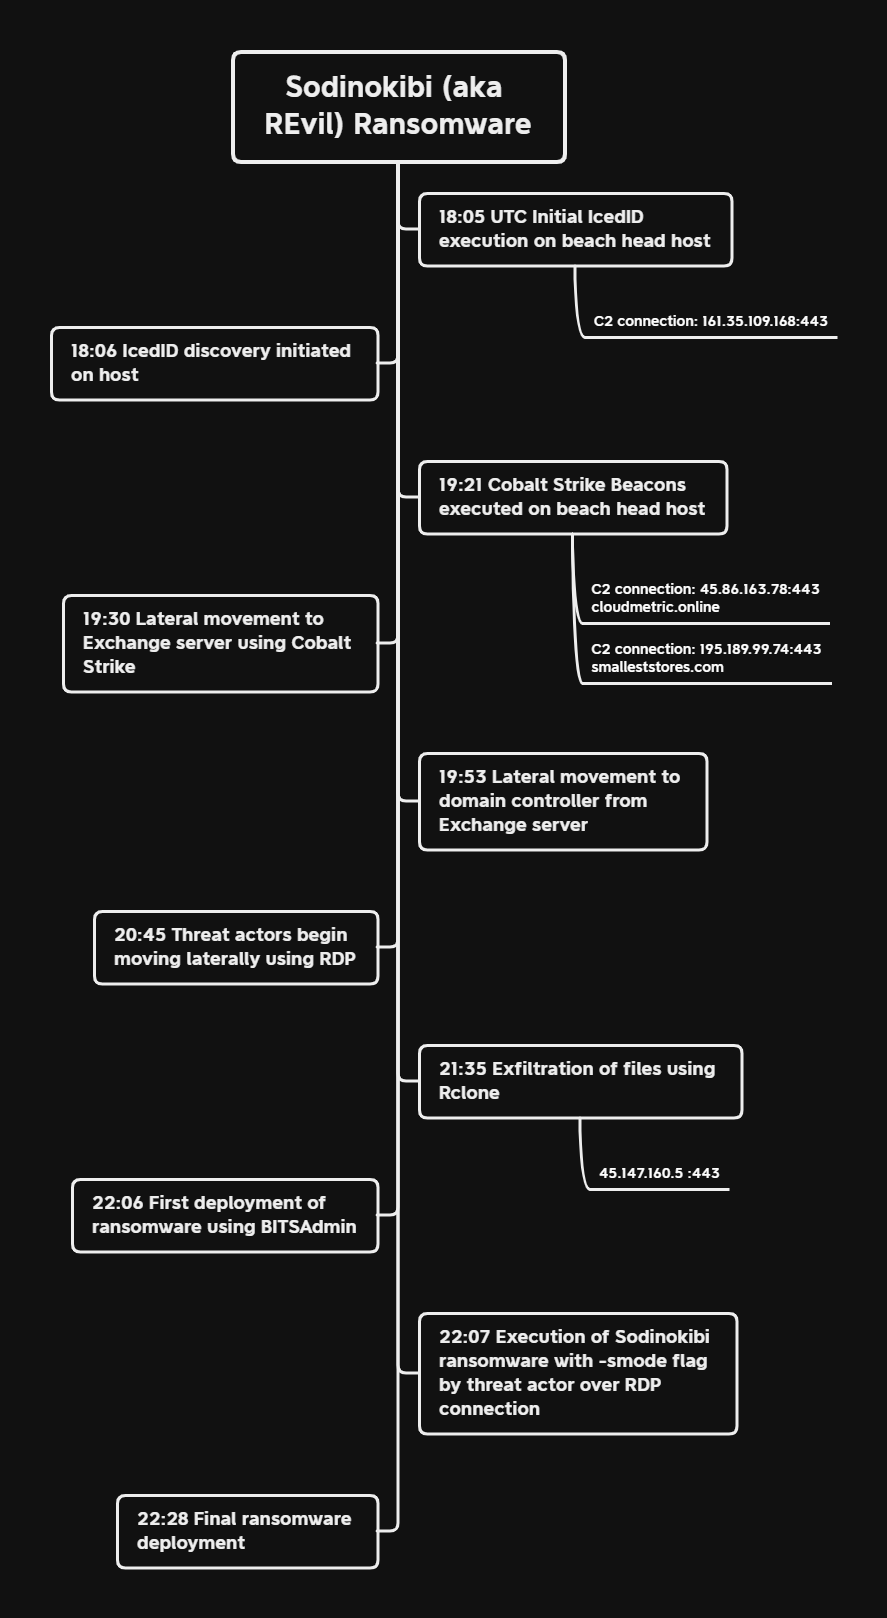 Sodinokibi (aka
REvil) Ransomware
18:05 UTC Initial IcedID
execution on beach head host
C2 connection: 161.35.109.168:443
18:06 IcedID discovery initiated
on host
19:21 Cobalt Strike Beacons
executed on beach head host
C2 connection: 45.86.163.78:443
cloudmetric.online
C2 connection: 195.189.99.74:443
smalleststores.com
19:30 Lateral movement to
Exchange server using Cobalt
Strike
19:53 Lateral movement to
domain controller from
Exchange server
20:45 Threat actors begin
moving laterally using RDP
21:35 Exfiltration of files using
Rclone
45.147.160.5 :443
22:06 First deployment of
ransomware using BITSAdmin
22:07 Execution of Sodinokibi
ransomware with -smode flag
by threat actor over RDP
connection
22:28 Final ransomware
deployment